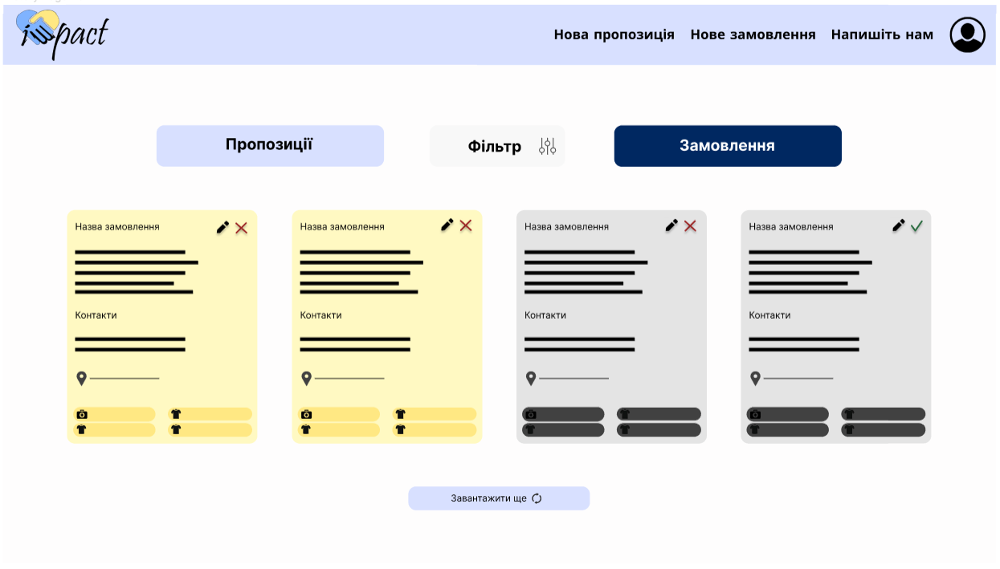 impact
Нова пропозиція Нове замовлення Напишіть нам
Пропозиції
Фільтр
Замовлення
Назва замовлення
Контакти
Назва замовлення
Контакти
Назва замовлення
Контакти
Назва замовлення
Контакти
Завантажити ще